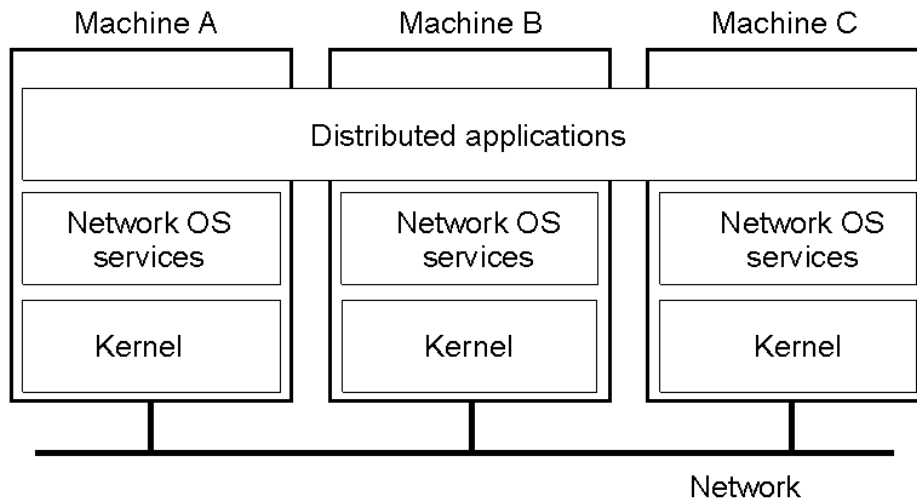 Machine A
Machine B
Machine C
Distributed applications
Network OS
services
Network OS
services
Network OS
services
Kernel
Kernel
Kernel
Network